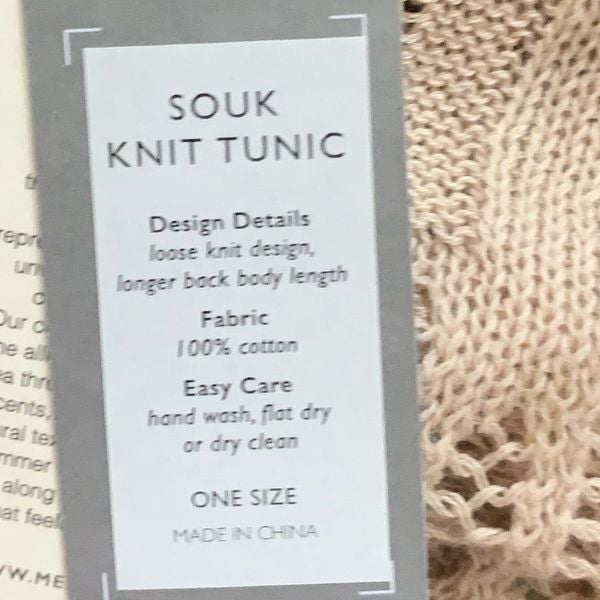 SOUK
KNIT TUNIC
Design Details
loose knit design,
longer back body length
Fabric
100% cotton
Easy Care
hand wash, flat dry
or dry clean
ONE SIZE
MADE IN CHINA
along